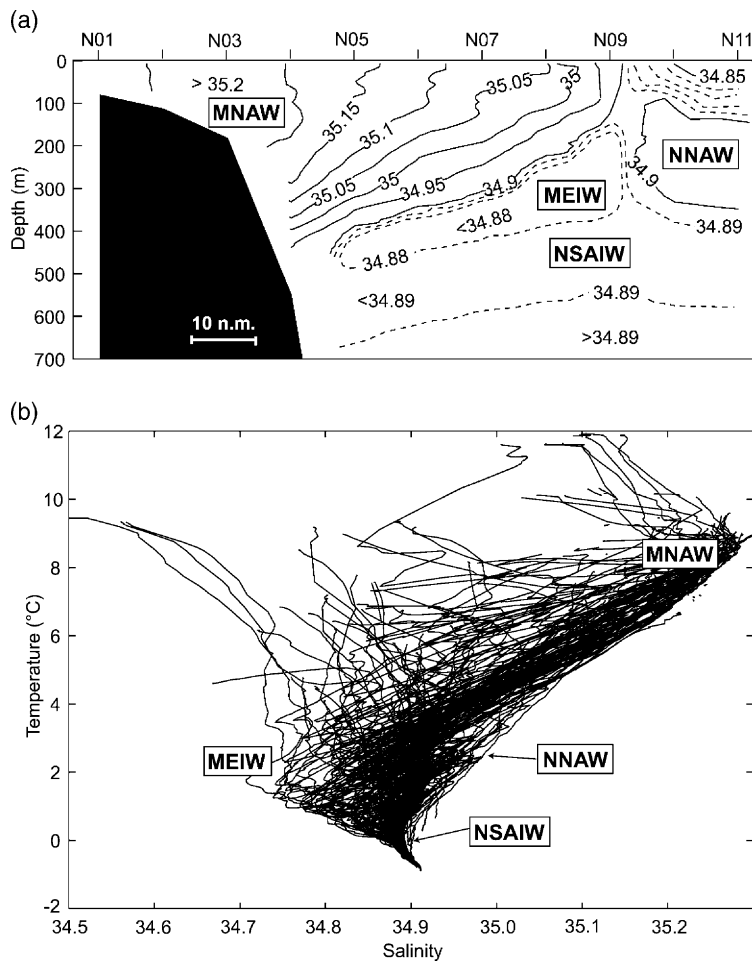 (a)
N01 N03 N05 N07 N09 N11
0
100
200
300
400
500
600
700
Depth (m)
> 35.2
MNAW
35.15
35.1
35.05
35
34.85
35.05
35
34.95
34.9
MEIW
<34.88
34.88
NSAIW
NNAW
34.9
34.89
<34.89
34.89
>34.89
10 n.m.
(b)
12
10
8
6
4
2
0
-2
Temperature (°C)
MNAW
MEIW
NNAW
NSAIW
34.5 34.6 34.7 34.8 34.9 35.0 35.1 35.2
Salinity